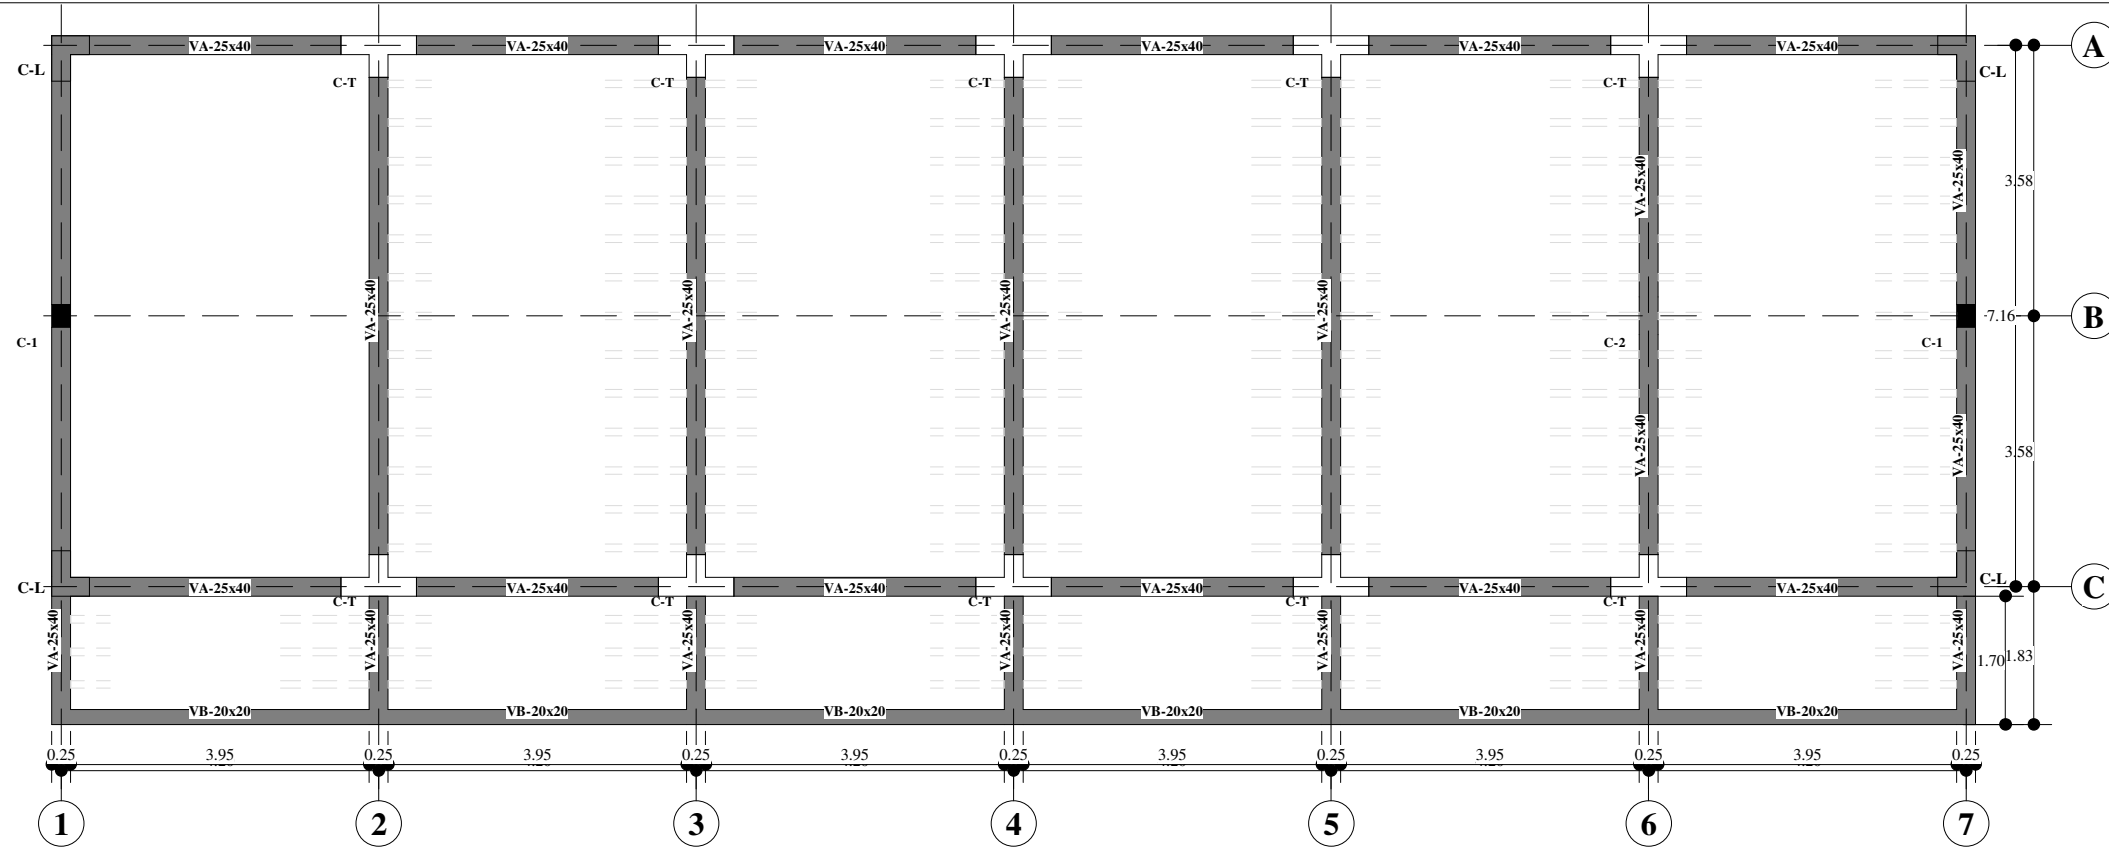 VA-25x40 VA-25x40 VA-25x40 VA-25x40 VA-25x40 VA-25x40 A
C-L C-L
C-T C-T C-T C-T C-T
VA-25x40 VA-25x40 3.58
VA-25x40 VA-25x40 VA-25x40 VA-25x40
7.16 B
C-1 C-2 C-1
VA-25x40 VA-25x40 3.58
C-L VA-25x40 VA-25x40 VA-25x40 VA-25x40 VA-25x40 VA-25x40 C-L C
C-T C-T C-T C-T C-T
VA-25x40 VA-25x40 VA-25x40 VA-25x40 VA-25x40 VA-25x40 VA-25x40 1.70 1.83
VB-20x20 VB-20x20 VB-20x20 VB-20x20 VB-20x20 VB-20x20
0.25 3.95 0.25 3.95 0.25 3.95 0.25 3.95 0.25 3.95 0.25 3.95 0.25
1 2 3 4 5 6 7